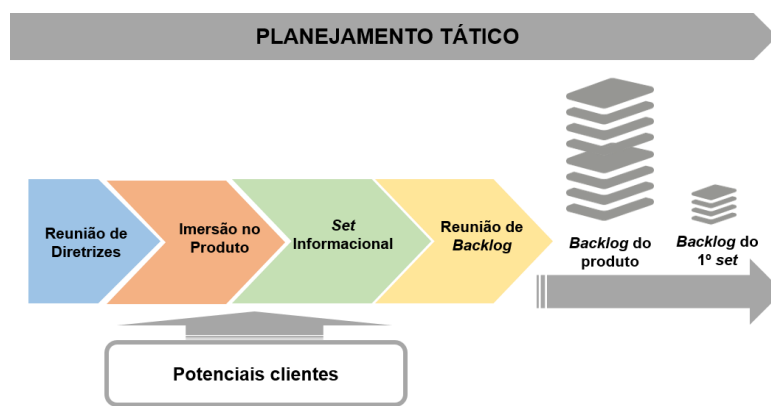 PLANEJAMENTO TÁTICO
Reunião de
Diretrizes
Imersão no
Produto
Set
Informacional
Reunião de
Backlog
Backlog do
produto
Backlog do
1º set
Potenciais clientes